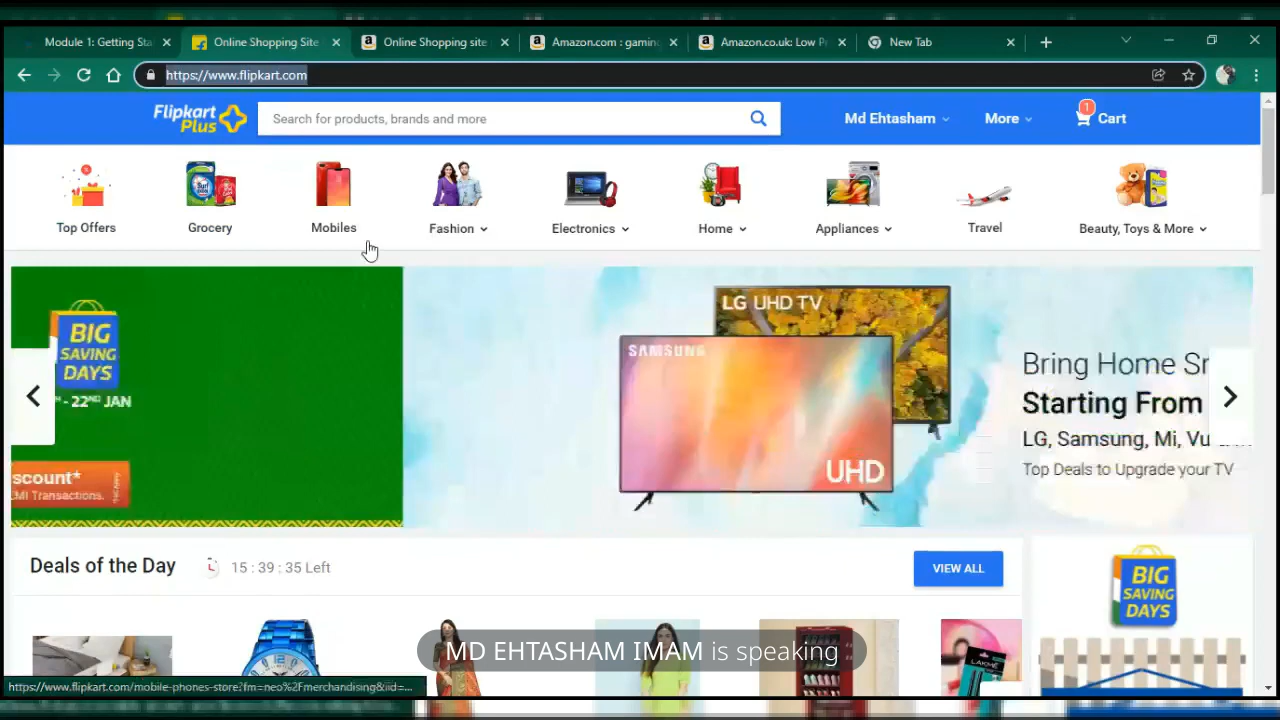 Module 1: Getting Sta
Online Shopping Site
Online Shopping site
Amazon.com : gaming
Amazon.co.uk: Low Pr
New Tab
https://www.flipkart.com
Flipkart
Plus
Search for products, brands and more
Md Ehtasham
More
1
Cart
Top Offers
Grocery
Mobiles
Fashion
Electronics
Home
Appliances
Travel
Beauty, Toys & More
BIG
SAVING
DAYS
- 22ND JAN
scount*
EMI Transactions.
LG UHD TV
SAMSUNG
UHD
Bring Home Sr
Starting From
LG, Samsung, Mi, Vu
Top Deals to Upgrade your TV
Deals of the Day
15 : 39 : 35 Left
VIEW ALL
BIG
SAVING
DAYS
LAKMÉ
MD EHTASHAM IMAM is speaking
https://www.flipkart.com/mobile-phones-store?fm=neo%2Fmerchandising&iid=...